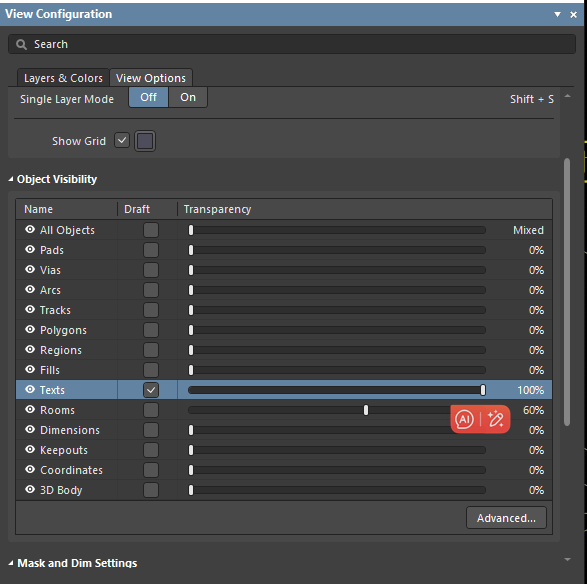 View Configuration
Search
Layers & Colors View Options
Single Layer Mode Off On Shift + S
Show Grid
Object Visibility
Name Draft Transparency
All Objects Mixed
Pads 0%
Vias 0%
Arcs 0%
Tracks 0%
Polygons 0%
Regions 0%
Fills 0%
Texts 100%
Rooms 60%
AI
Dimensions 0%
Keepouts 0%
Coordinates 0%
3D Body 0%
Advanced...
Mask and Dim Settings